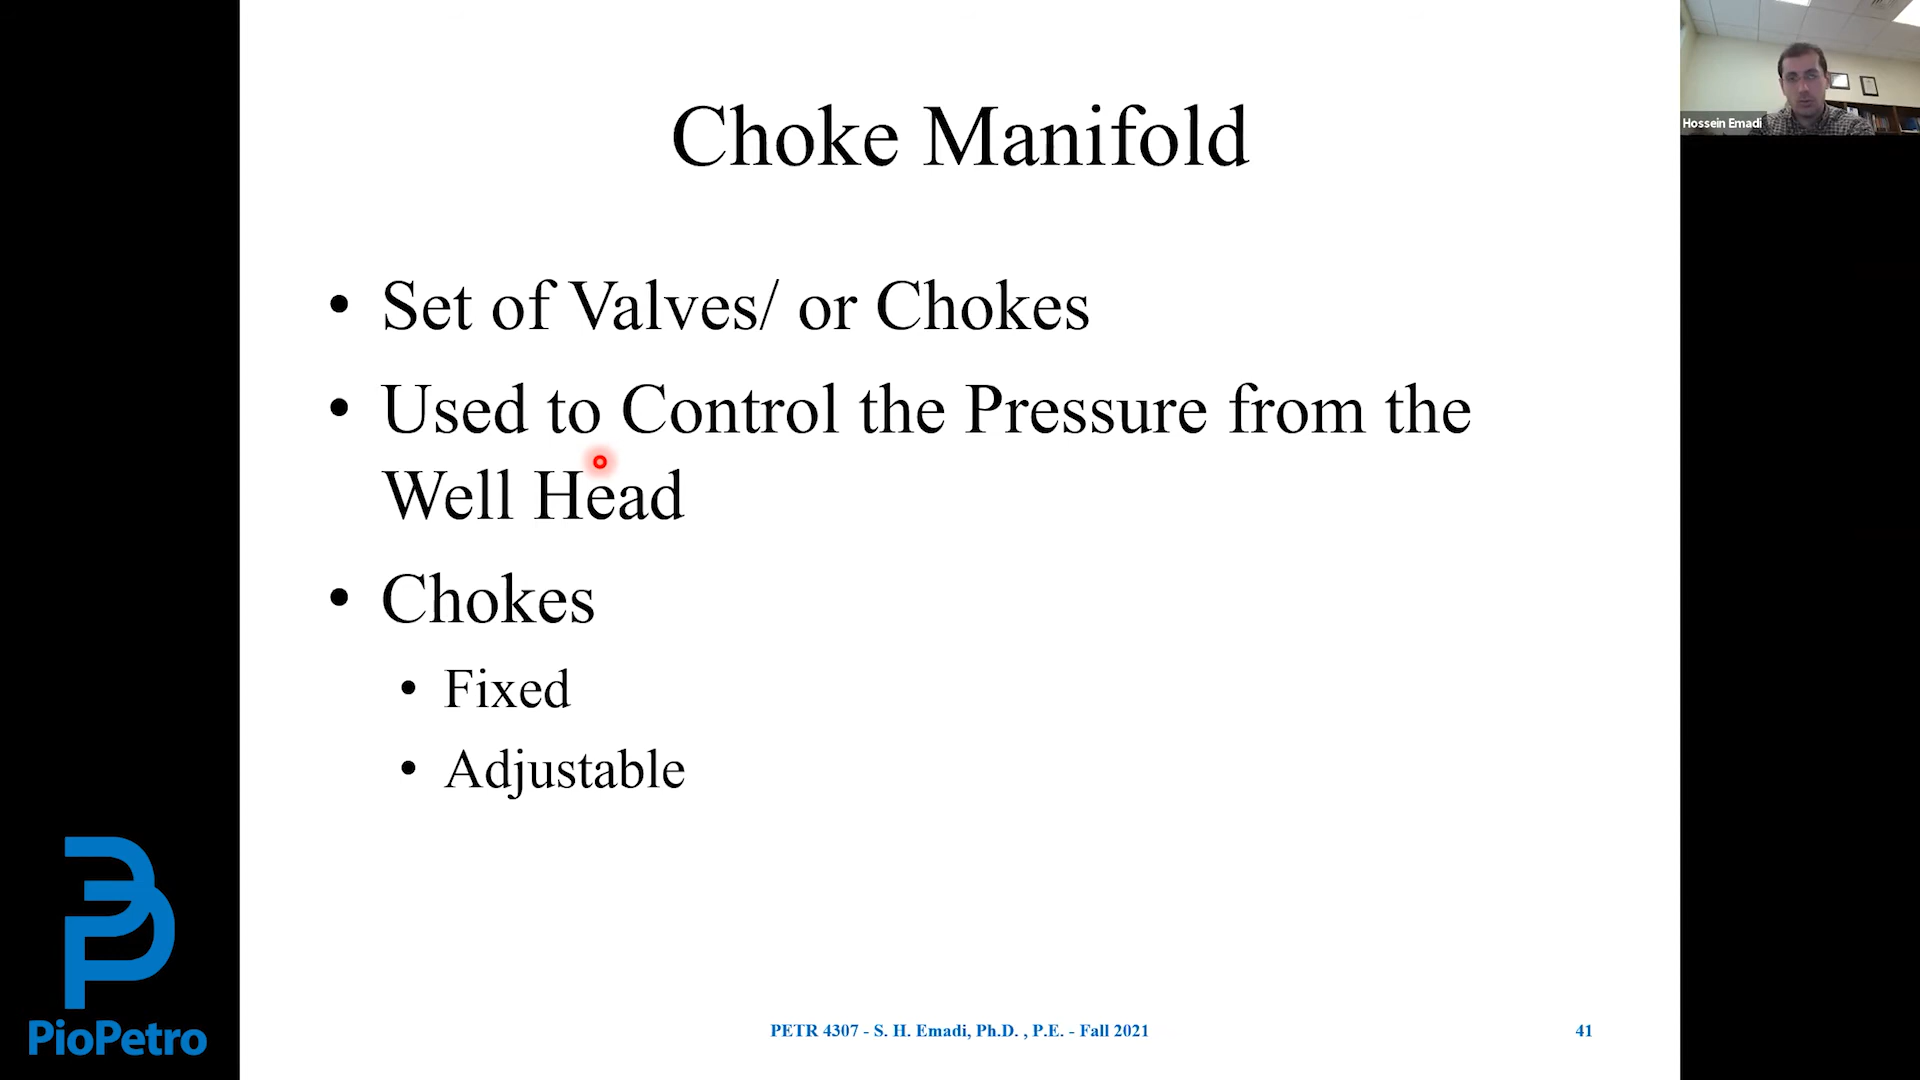 Choke Manifold
• Set of Valves/ or Chokes
• Used to Control the Pressure from the
Well Head
• Chokes
• Fixed
• Adjustable
PETR 4307 - S. H. Emadi, Ph.D. , P.E. - Fall 2021
41
Hossein Emadi
PioPetro